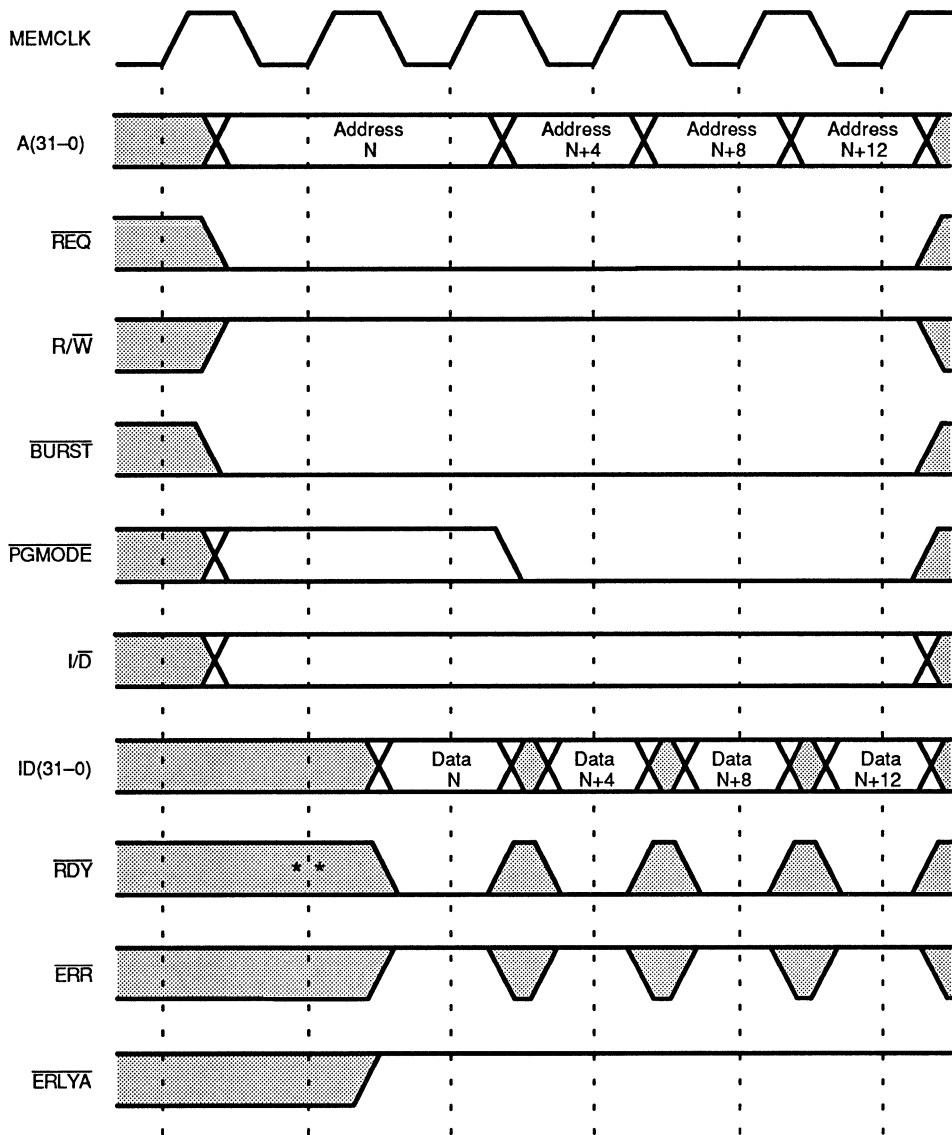 MEMCLK
A(31–0)
Address
N
Address
N+4
Address
N+8
Address
N+12
REQ
R/W
BURST
PGMODE
I/D
ID(31–0)
Data
N
Data
N+4
Data
N+8
Data
N+12
RDY
* *
ERR
ERLYA